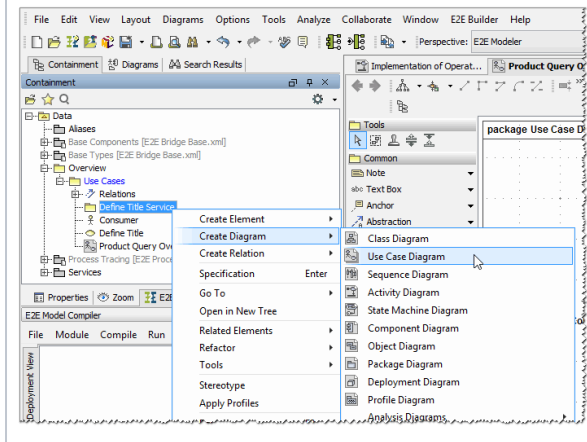 File Edit View Layout Diagrams Options Tools Analyze Collaborate Window E2E Builder Help
Perspective: E2E Modeler
Containment Diagrams Search Results
Implementation of Operat... Product Query O
Containment
Data
Aliases
Base Components [E2E Bridge Base.xml]
Base Types [E2E Bridge Base.xml]
Overview
Use Cases
Relations
Define Title Service
Consumer
Define Title
Product Query Ove
Process Tracing [E2E Proce
Services
Tools
Common
Note
abc Text Box
Anchor
Abstraction
package Use Case D
Create Element
Create Diagram
Create Relation
Specification Enter
Go To
Open in New Tree
Related Elements
Refactor
Tools
Stereotype
Apply Profiles
Class Diagram
Use Case Diagram
Sequence Diagram
Activity Diagram
State Machine Diagram
Component Diagram
Object Diagram
Package Diagram
Deployment Diagram
Profile Diagram
Analysis Diagrams
Properties Zoom E2E
E2E Model Compiler
File Module Compile Run
Deployment View